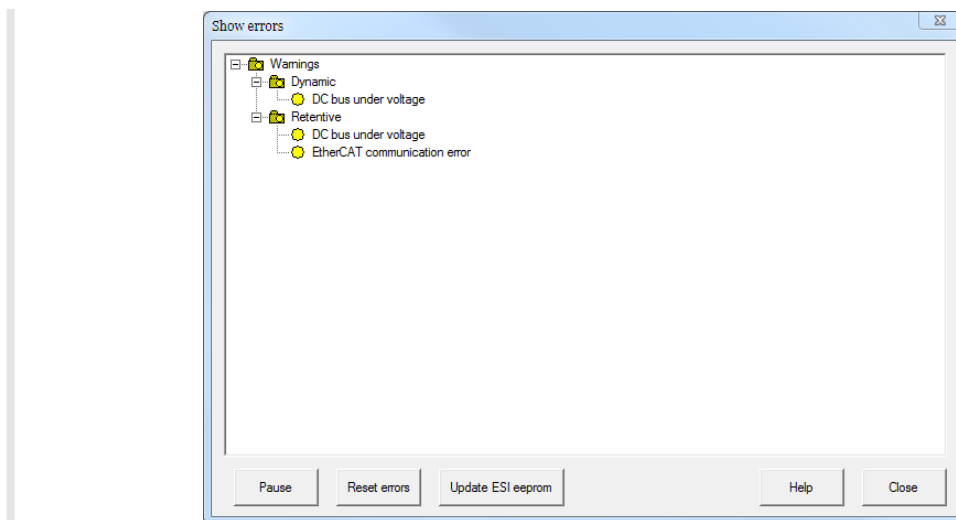 Show errors
Warnings
Dynamic
DC bus under voltage
Retentive
DC bus under voltage
EtherCAT communication error
Pause Reset errors Update ESI eeprom Help Close